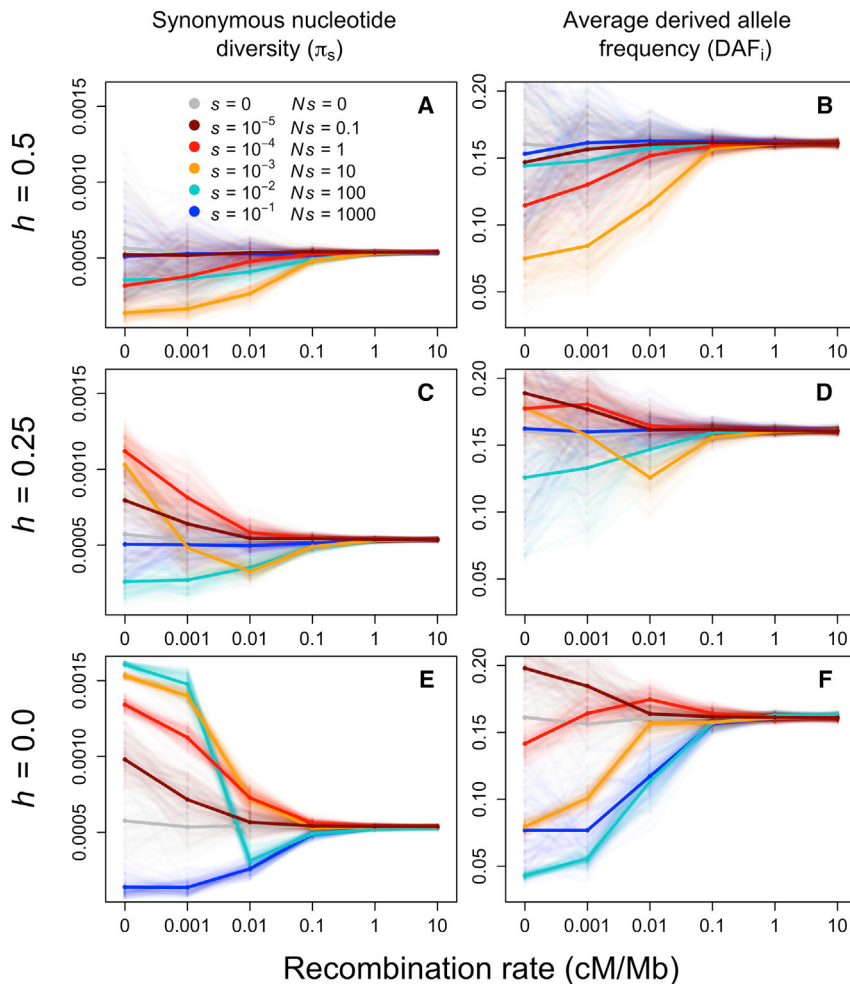 Synonymous nucleotide
diversity (πs)
Average derived allele
frequency (DAFi)
h = 0.5
A
s = 0 Ns = 0
s = 10⁻⁵ Ns = 0.1
s = 10⁻⁴ Ns = 1
s = 10⁻³ Ns = 10
s = 10⁻² Ns = 100
s = 10⁻¹ Ns = 1000
0.0015
0.0010
0.0005
0 0.001 0.01 0.1 1 10
B
0.20
0.15
0.10
0.05
0 0.001 0.01 0.1 1 10
h = 0.25
C
0.0015
0.0010
0.0005
0 0.001 0.01 0.1 1 10
D
0.20
0.15
0.10
0.05
0 0.001 0.01 0.1 1 10
h = 0.0
E
0.0015
0.0010
0.0005
0 0.001 0.01 0.1 1 10
F
0.20
0.15
0.10
0.05
0 0.001 0.01 0.1 1 10
Recombination rate (cM/Mb)